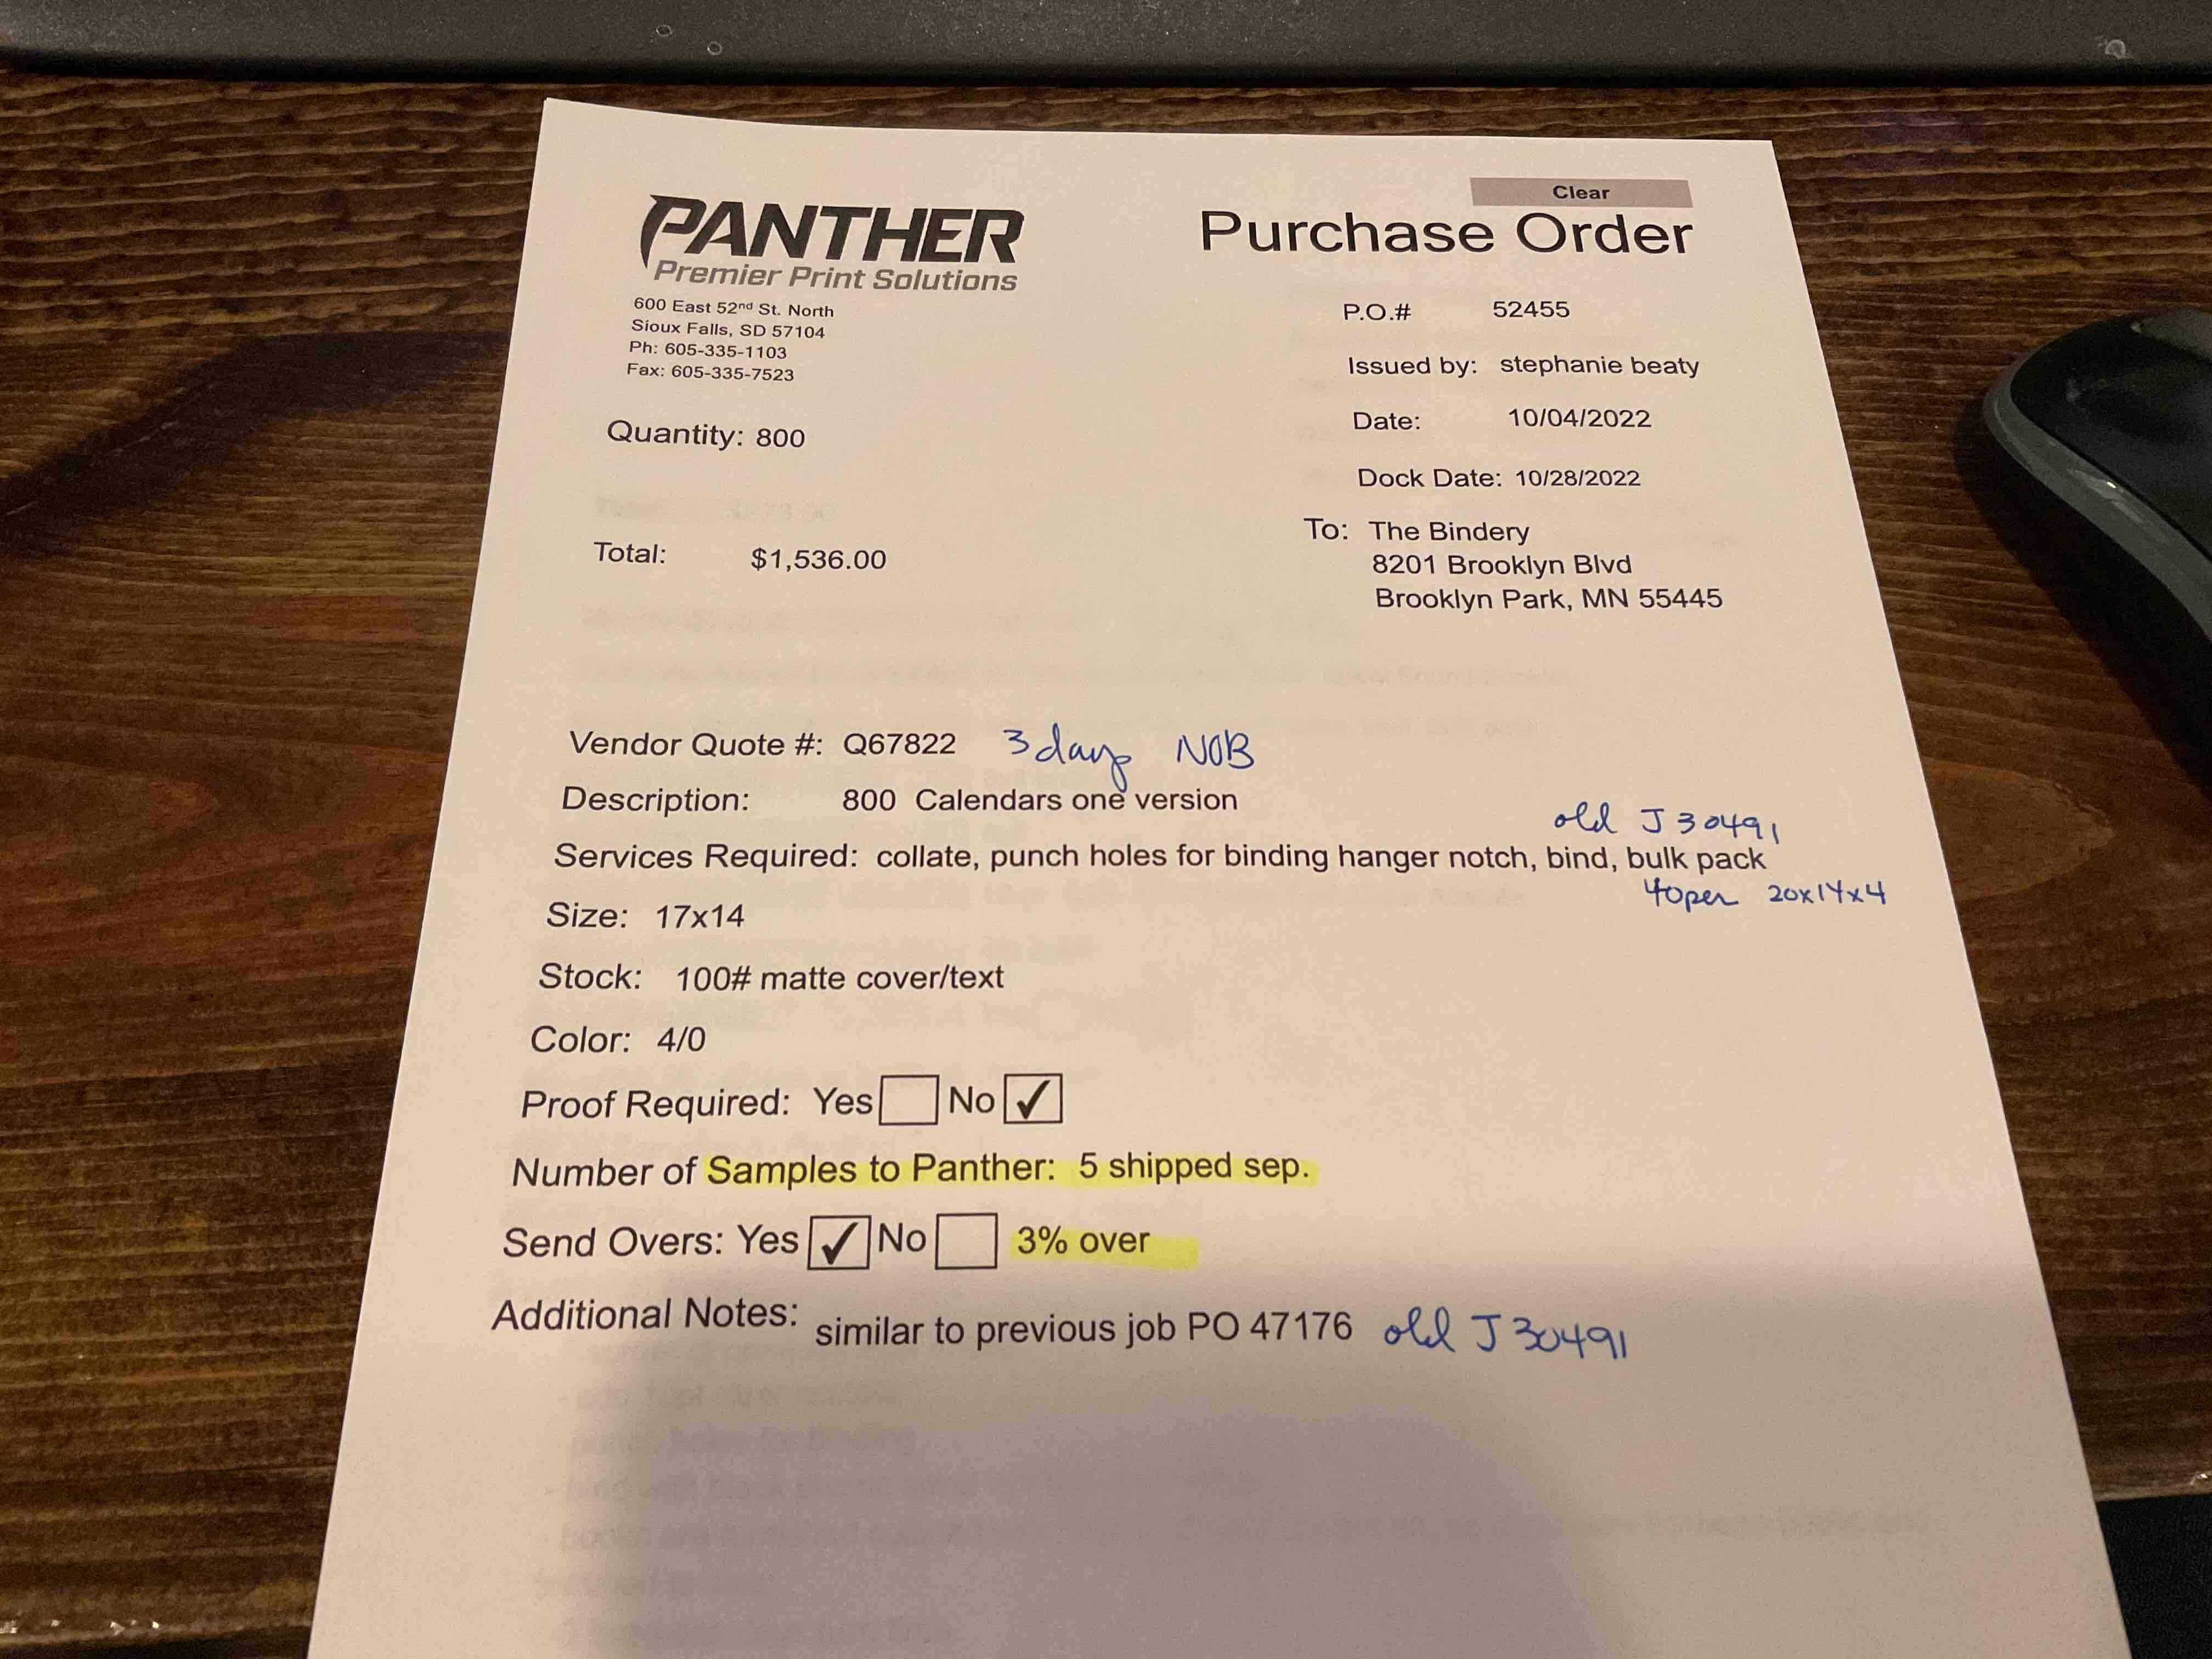 Clear
PANTHER
Premier Print Solutions
600 East 52nd St. North
Sioux Falls, SD 57104
Ph: 605-335-1103
Fax: 605-335-7523
Purchase Order
P.O.# 52455
Issued by: stephanie beaty
Date: 10/04/2022
Dock Date: 10/28/2022
To: The Bindery
8201 Brooklyn Blvd
Brooklyn Park, MN 55445
Quantity: 800
Total: $1,536.00
Vendor Quote #: Q67822 3 days NOB
Description: 800 Calendars one version
old J30491
Services Required: collate, punch holes for binding hanger notch, bind, bulk pack
40per 20x14x4
Size: 17x14
Stock: 100# matte cover/text
Color: 4/0
Proof Required: Yes No ✓
Number of Samples to Panther: 5 shipped sep.
Send Overs: Yes ✓ No 3% over
Additional Notes: similar to previous job PO 47176 old J30491